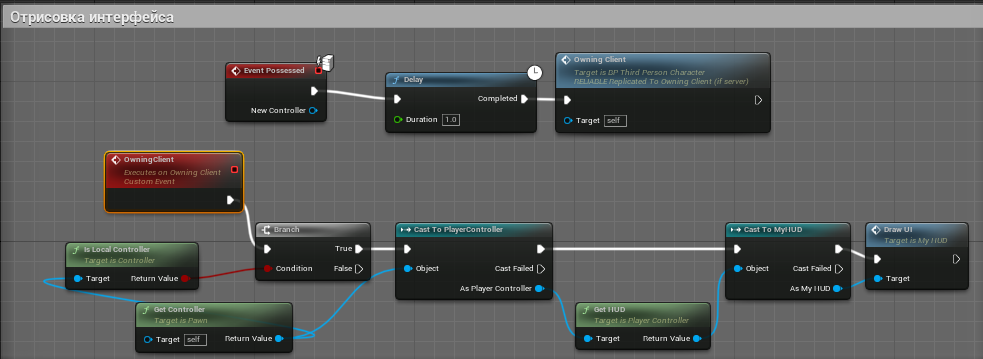 Отрисовка интерфейса
Event Possessed
New Controller
Delay
Completed
Duration 1.0
Owning Client
Target is DP Third Person Character
RELIABLE Replicated To Owning Client (if server)
Target self
OwningClient
Executes on Owning Client
Custom Event
Is Local Controller
Target is Controller
Target Return Value
Branch
True
Condition False
Get Controller
Target is Pawn
Target self Return Value
Cast To PlayerController
Object Cast Failed
As Player Controller
Get HUD
Target is Player Controller
Target Return Value
Cast To MyHUD
Object Cast Failed
As My HUD
Draw UI
Target is My HUD
Target